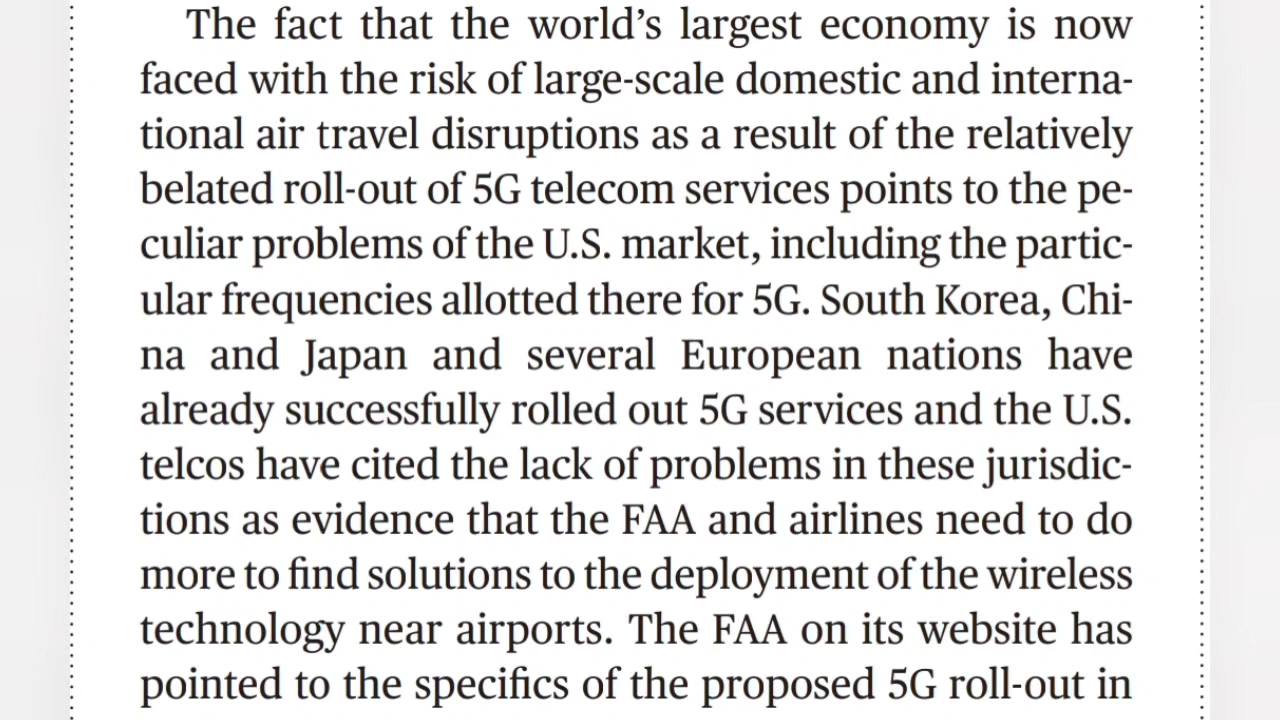 The fact that the world’s largest economy is now
faced with the risk of large-scale domestic and interna-
tional air travel disruptions as a result of the relatively
belated roll-out of 5G telecom services points to the pe-
culiar problems of the U.S. market, including the partic-
ular frequencies allotted there for 5G. South Korea, Chi-
na and Japan and several European nations have
already successfully rolled out 5G services and the U.S.
telcos have cited the lack of problems in these jurisdic-
tions as evidence that the FAA and airlines need to do
more to find solutions to the deployment of the wireless
technology near airports. The FAA on its website has
pointed to the specifics of the proposed 5G roll-out in